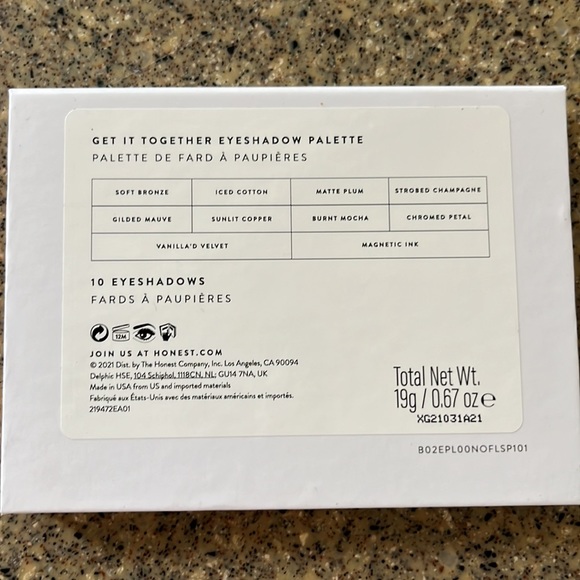 GET IT TOGETHER EYESHADOW PALETTE
PALETTE DE FARD À PAUPIÈRES
SOFT BRONZE ICED COTTON MATTE PLUM STROBED CHAMPAGNE
GILDED MAUVE SUNLIT COPPER BURNT MOCHA CHROMED PETAL
VANILLA'D VELVET MAGNETIC INK
10 EYESHADOWS
FARDS À PAUPIÈRES
12M
JOIN US AT HONEST.COM
© 2021 Dist. by The Honest Company, Inc. Los Angeles, CA 90094
Delphic HSE, 104 Schiphol, 1118CN, NL; GU14 7NA, UK
Made in USA from US and imported materials
Fabriqué aux États-Unis avec des matériaux américains et importés.
219472EA01
Total Net Wt.
19g / 0.67 oz e
XG21031A21
B02EPL00NOFLSP101